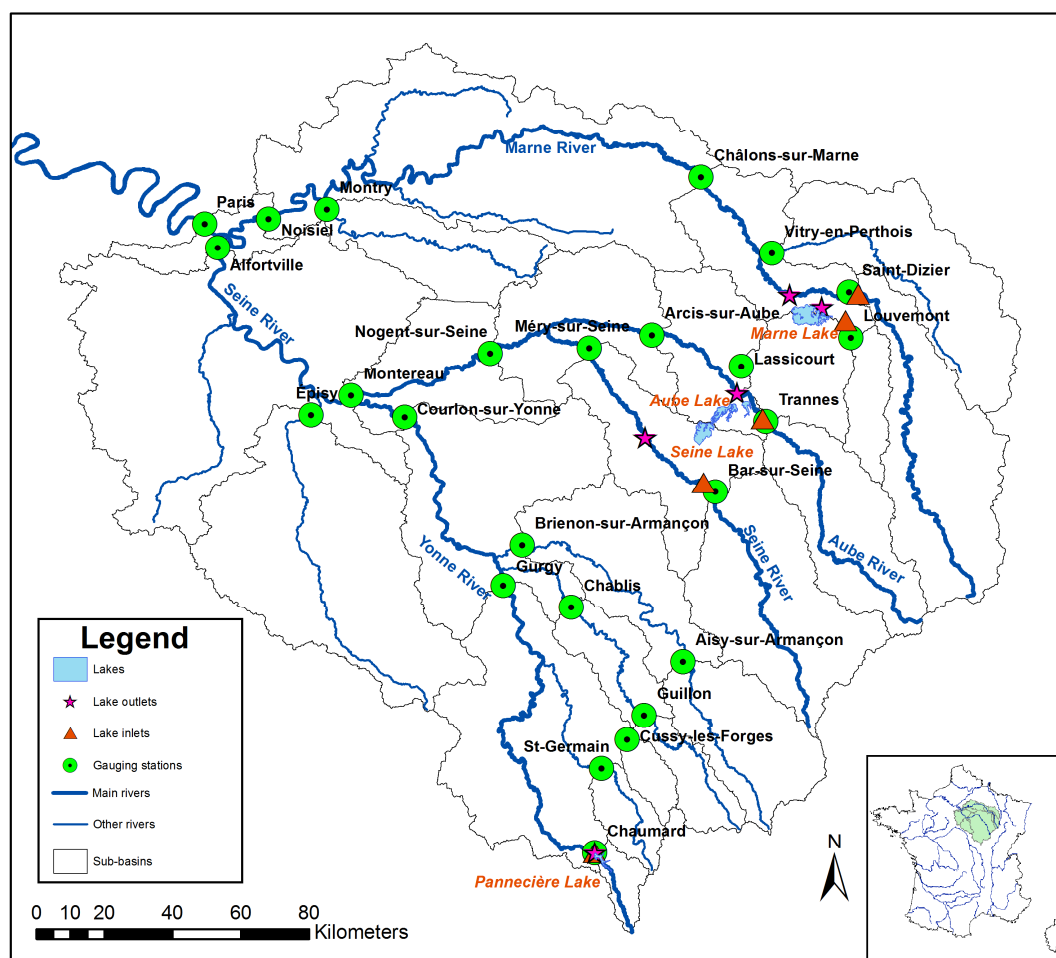 Marne River
Châlons-sur-Marne
Montry
Paris
Noisiel
Vitry-en-Perthois
Alfortville
Saint-Dizier
Seine River
Arcis-sur-Aube
Louvemont
Nogent-sur-Seine
Méry-sur-Seine
Marne Lake
Lassicourt
Montereau
Épisy
Aube Lake
Trannes
Courlon-sur-Yonne
Seine Lake
Bar-sur-Seine
Brienon-sur-Armançon
Seine River
Aube River
Yonne River
Gurgy
Chablis
Aisy-sur-Armançon
Guillon
Cussy-les-Forges
St-Germain
Chaumard
Pannecière Lake
Legend
Lakes
Lake outlets
Lake inlets
Gauging stations
Main rivers
Other rivers
Sub-basins
N
0 10 20 40 60 80
Kilometers